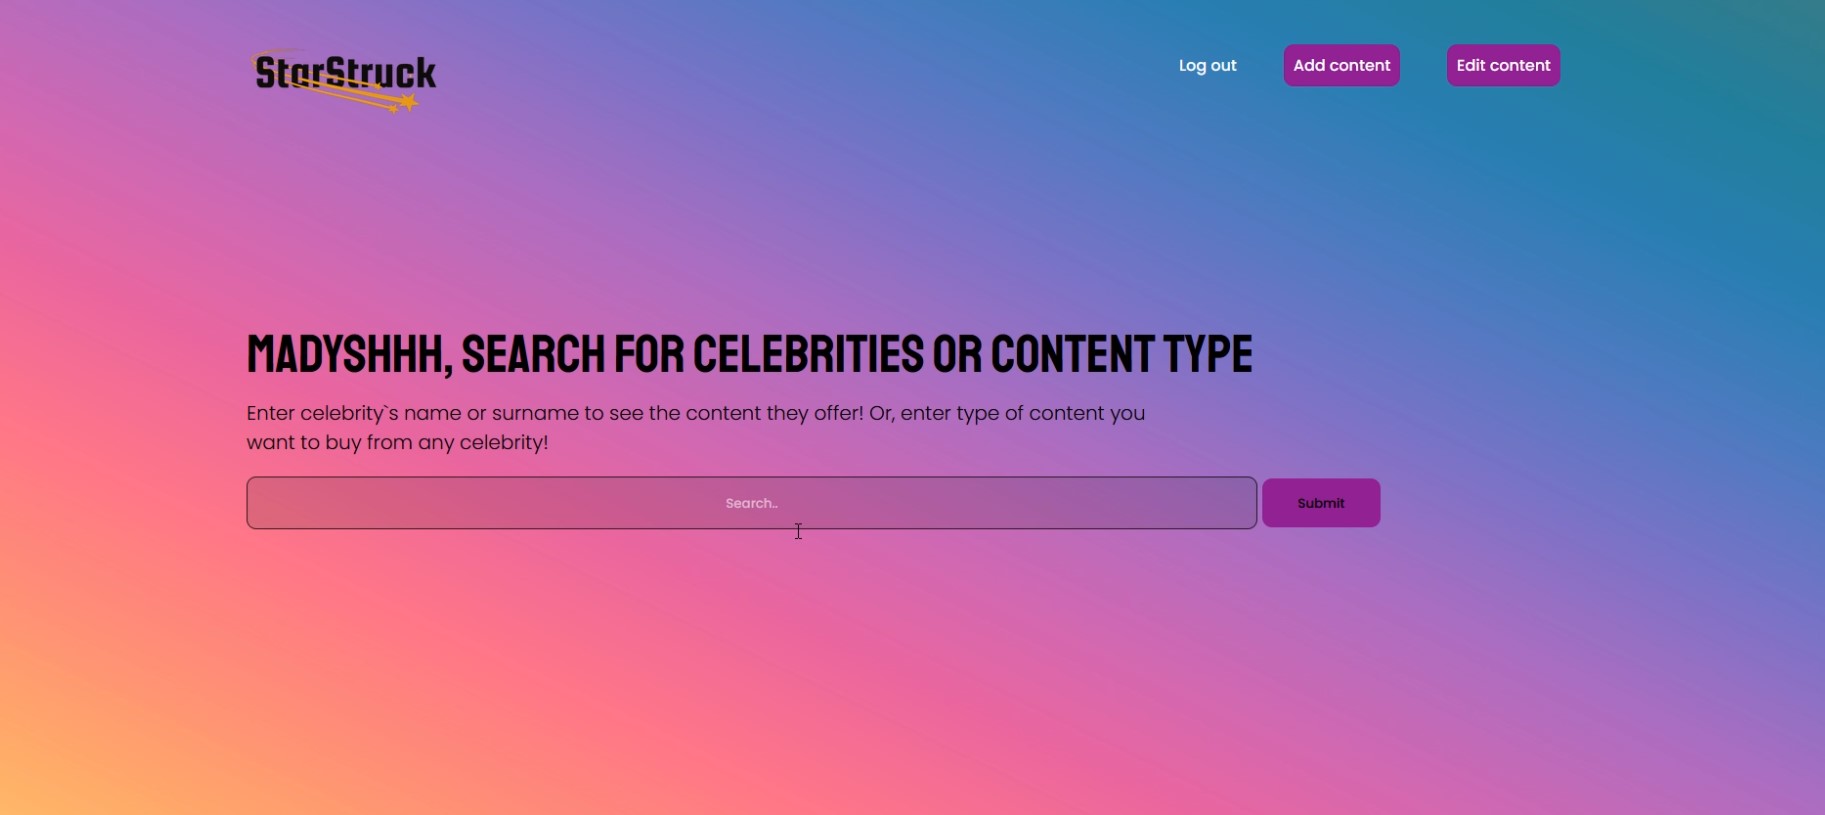 StarStruck
Log out
Add content
Edit content
MADYSHHH, SEARCH FOR CELEBRITIES OR CONTENT TYPE
Enter celebrity`s name or surname to see the content they offer! Or, enter type of content you
want to buy from any celebrity!
Search..
Submit